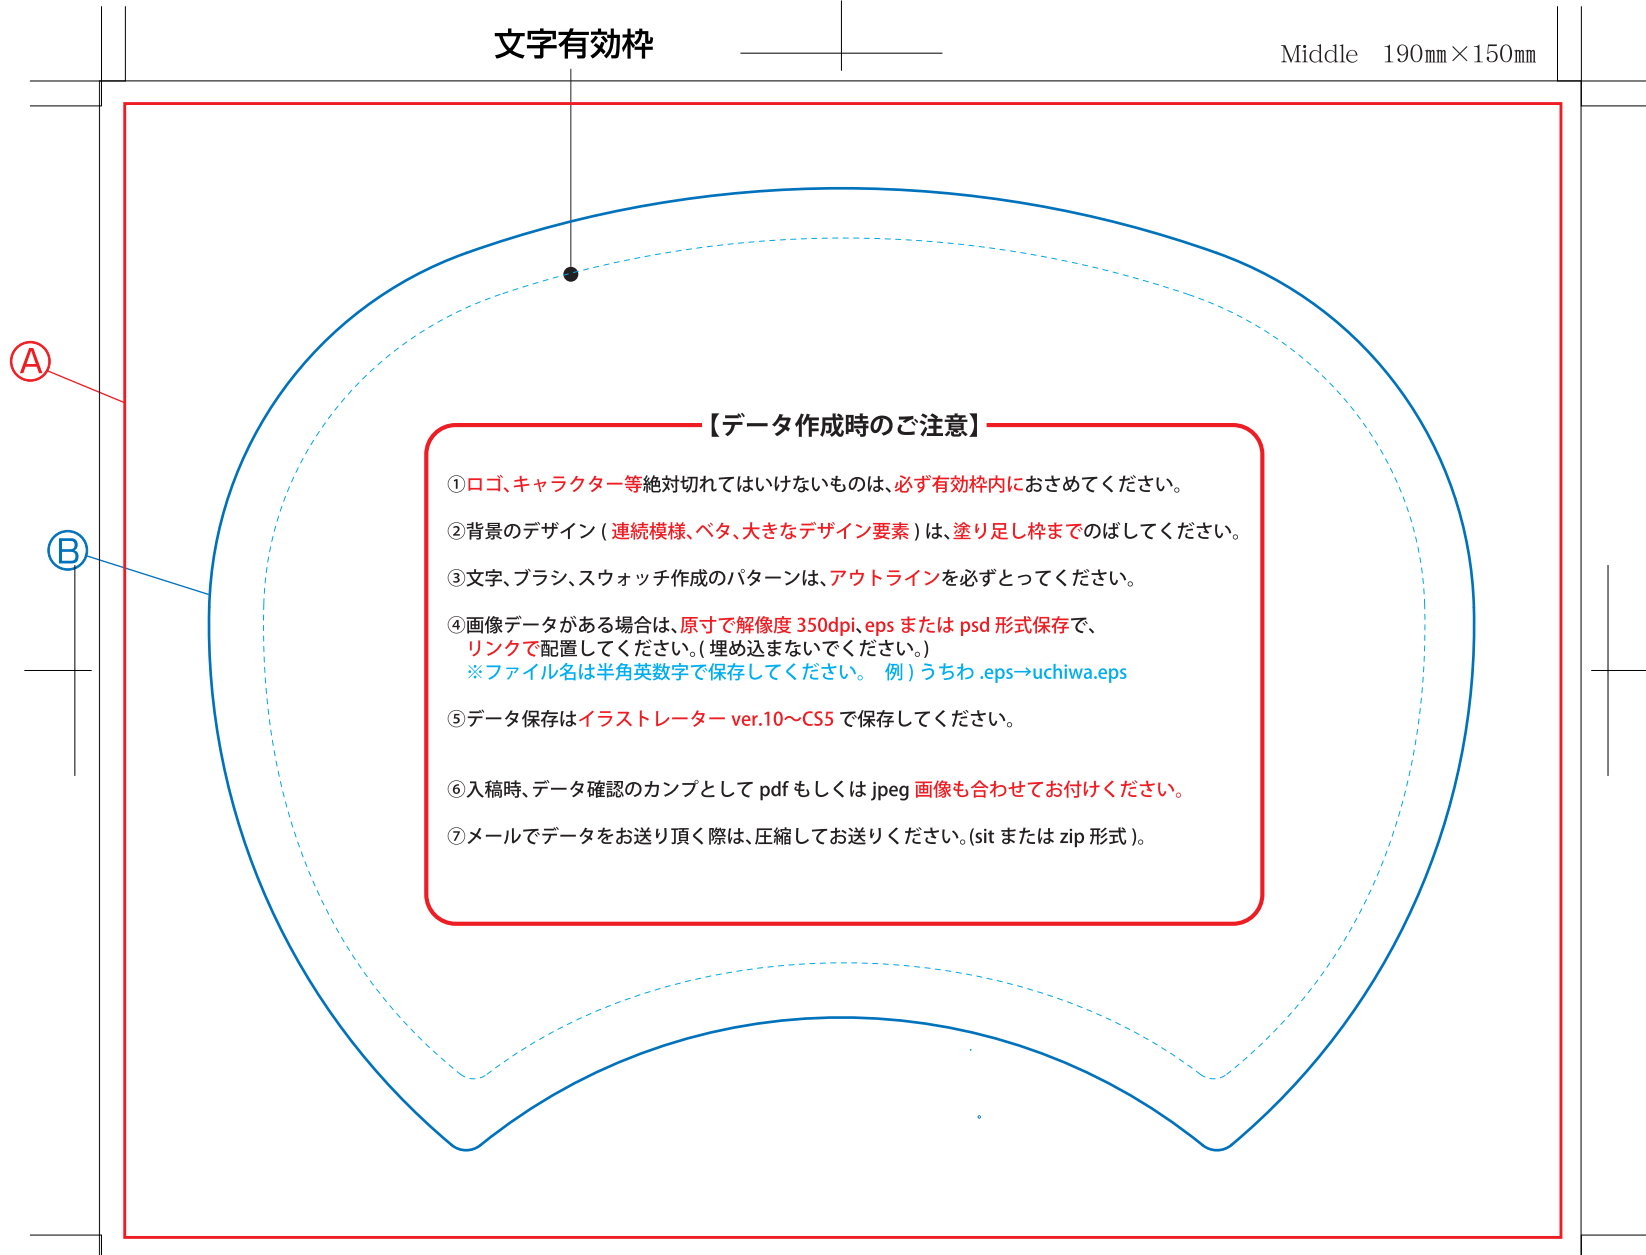 文字有効枠
Middle　190㎜×150㎜
Ⓐ
Ⓑ
【データ作成時のご注意】
①ロゴ、キャラクター等絶対切れてはいけないものは、必ず有効枠内におさめてください。
②背景のデザイン ( 連続模様、ベタ、大きなデザイン要素 ) は、塗り足し枠までのばしてください。
③文字、ブラシ、スウォッチ作成のパターンは、アウトラインを必ずとってください。
④画像データがある場合は、原寸で解像度 350dpi、eps または psd 形式保存で、
リンクで配置してください。( 埋め込まないでください。)
※ファイル名は半角英数字で保存してください。　例 ) うちわ .eps→uchiwa.eps
⑤データ保存はイラストレーター ver.10〜CS5 で保存してください。
⑥入稿時、データ確認のカンプとして pdf もしくは jpeg 画像も合わせてお付けください。
⑦メールでデータをお送り頂く際は、圧縮してお送りください。(sit または zip 形式 )。